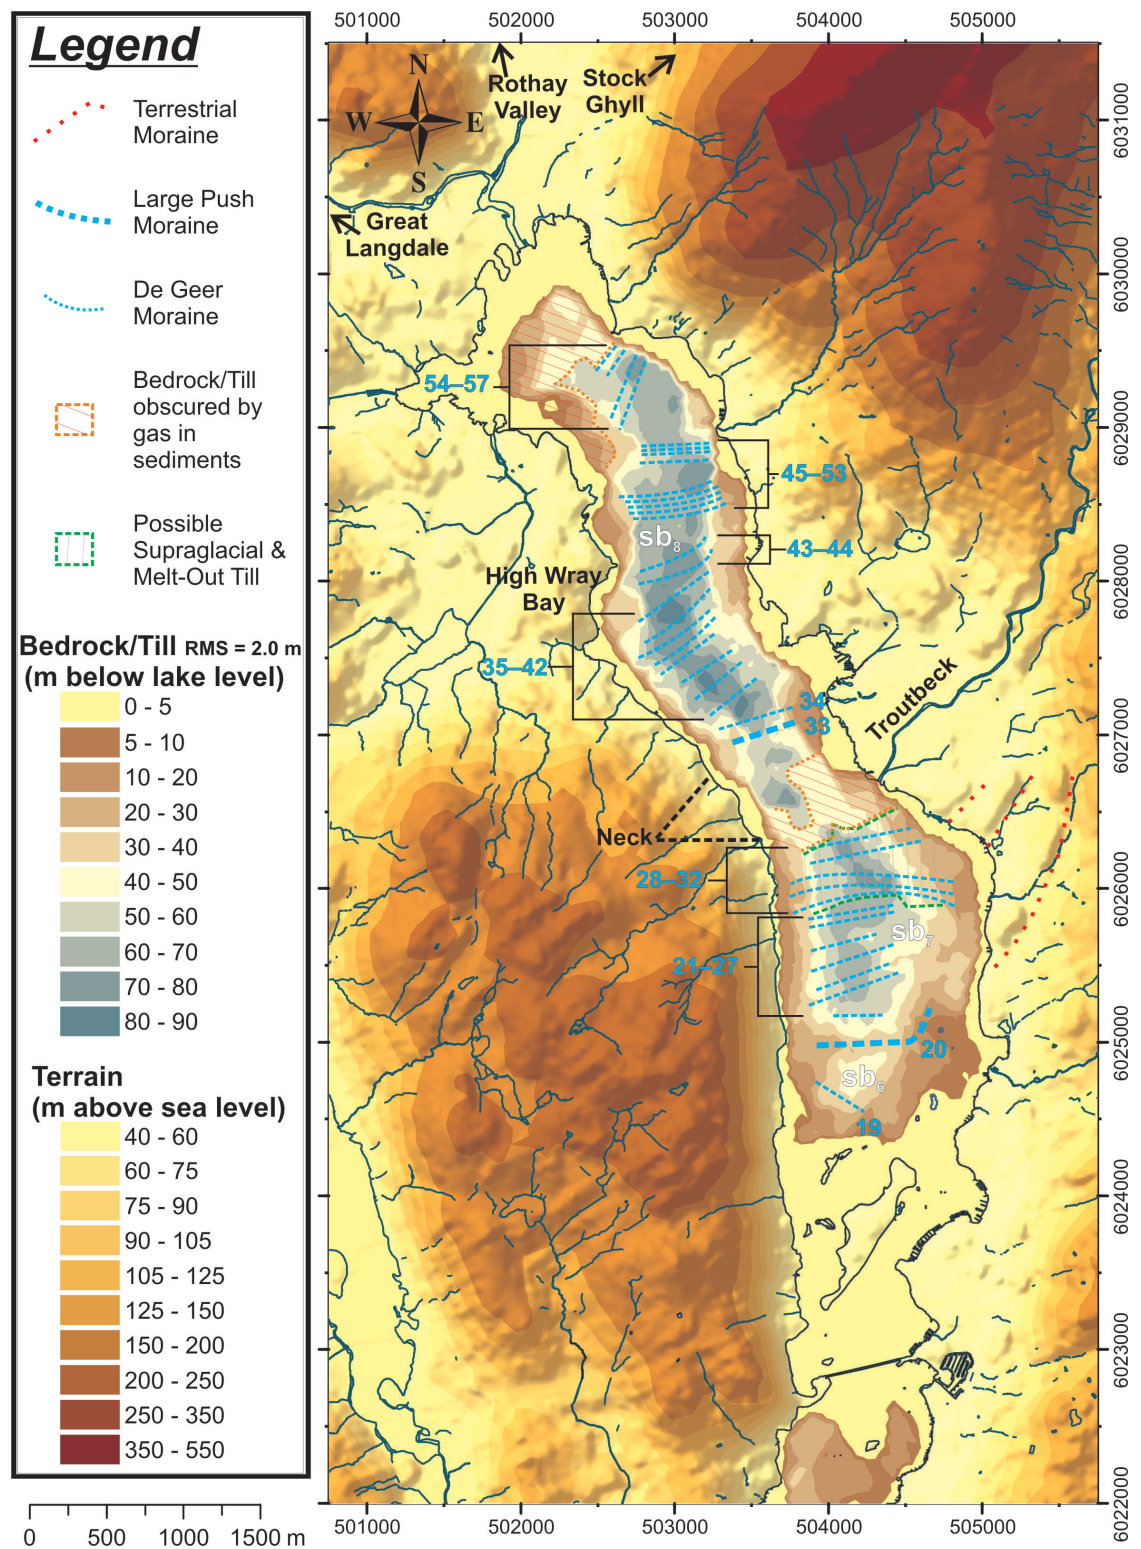 Legend
Terrestrial
Moraine
Large Push
Moraine
De Geer
Moraine
Bedrock/Till
obscured by
gas in
sediments
Possible
Supraglacial &
Melt-Out Till
Bedrock/Till RMS = 2.0 m
(m below lake level)
0 - 5
5 - 10
10 - 20
20 - 30
30 - 40
40 - 50
50 - 60
60 - 70
70 - 80
80 - 90
Terrain
(m above sea level)
40 - 60
60 - 75
75 - 90
90 - 105
105 - 125
125 - 150
150 - 200
200 - 250
250 - 350
350 - 550
0 500 1000 1500 m
501000 502000 503000 504000 505000
N
W E
S
Rothay
Valley
Stock
Ghyll
Great
Langdale
54–57
45–53
sb8
43–44
High Wray
Bay
35–42
34
33
Troutbeck
Neck
28–32
sb7
21–27
20
sb6
19
6031000
6030000
6029000
6028000
6027000
6026000
6025000
6024000
6023000
6022000
501000 502000 503000 504000 505000